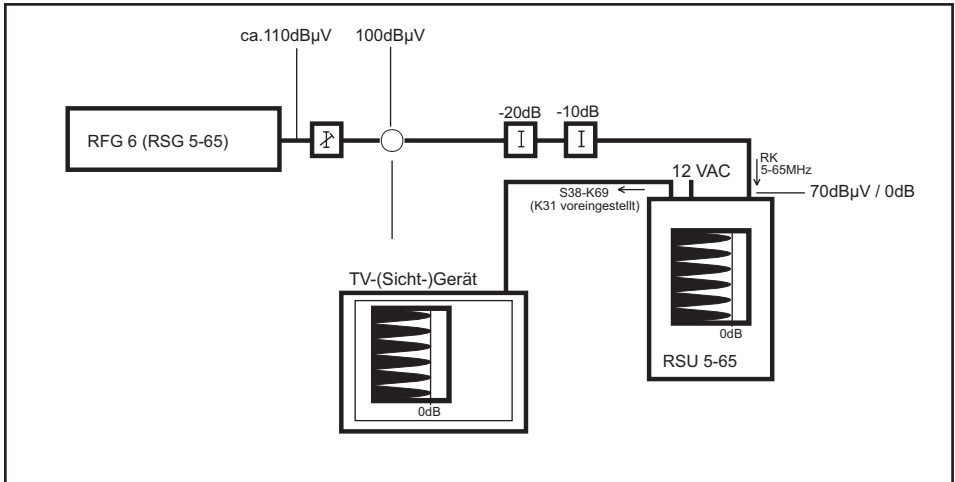 ca.110dBµV
100dBµV
-20dB
-10dB
RFG 6 (RSG 5-65)
RK
5-65MHz
12 VAC
70dBµV / 0dB
S38-K69
(K31 voreingestellt)
TV-(Sicht-)Gerät
0dB
RSU 5-65
0dB